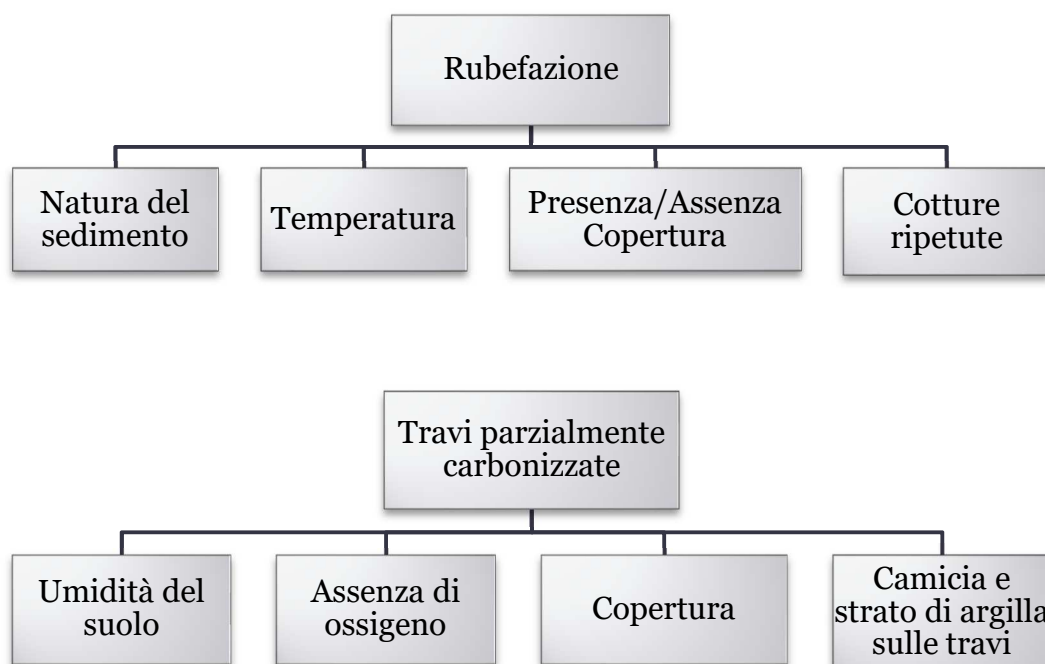 Rubefazione
Natura del
sedimento
Temperatura
Presenza/Assenza
Copertura
Cotture
ripetute
Travi parzialmente
carbonizzate
Umidità del
suolo
Assenza di
ossigeno
Copertura
Camicia e
strato di argilla
sulle travi